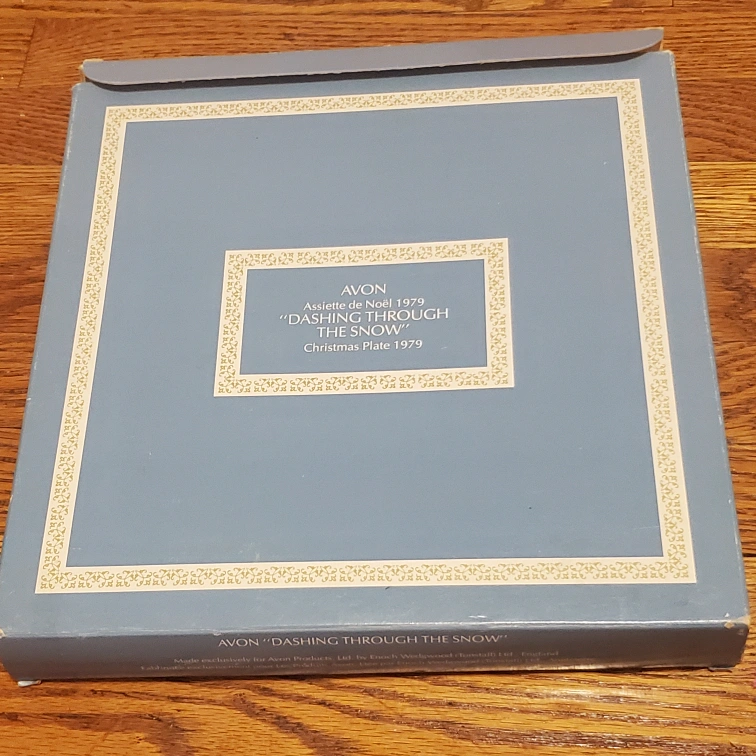 AVON
Assiette de Noël 1979
"DASHING THROUGH
THE SNOW"
Christmas Plate 1979
AVON "DASHING THROUGH THE SNOW"
Made exclusively for Avon Products, Ltd. by Enoch Wedgwood (Tunstall) Ltd. England